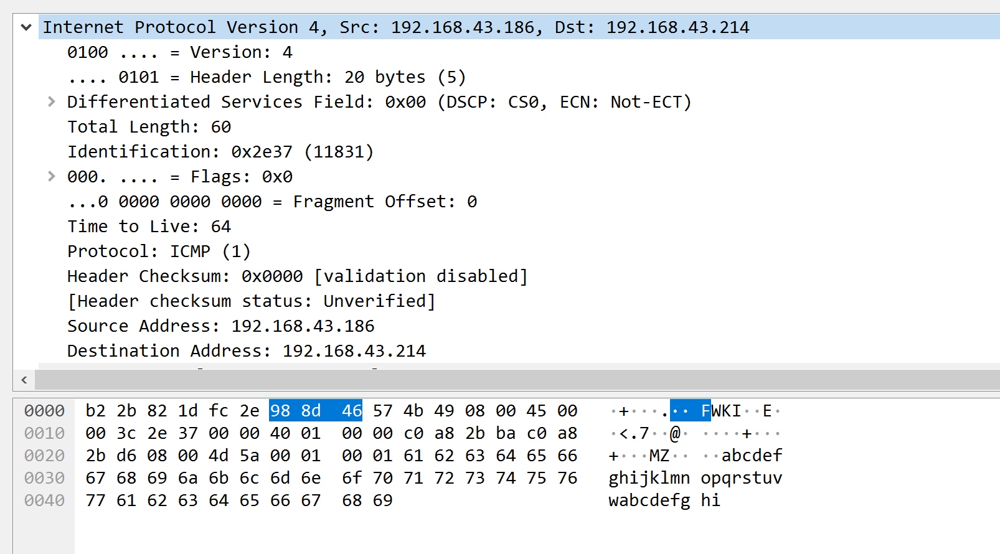 Internet Protocol Version 4, Src: 192.168.43.186, Dst: 192.168.43.214
0100 .... = Version: 4
.... 0101 = Header Length: 20 bytes (5)
Differentiated Services Field: 0x00 (DSCP: CS0, ECN: Not-ECT)
Total Length: 60
Identification: 0x2e37 (11831)
000. .... = Flags: 0x0
...0 0000 0000 0000 = Fragment Offset: 0
Time to Live: 64
Protocol: ICMP (1)
Header Checksum: 0x0000 [validation disabled]
[Header checksum status: Unverified]
Source Address: 192.168.43.186
Destination Address: 192.168.43.214
0000 b2 2b 82 1d fc 2e 98 8d 46 57 4b 49 08 00 45 00 ·+···.·· FWKI··E·
0010 00 3c 2e 37 00 00 40 01 00 00 c0 a8 2b ba c0 a8 ·<.7··@· ····+···
0020 2b d6 08 00 4d 5a 00 01 00 01 61 62 63 64 65 66 +···MZ·· ··abcdef
0030 67 68 69 6a 6b 6c 6d 6e 6f 70 71 72 73 74 75 76 ghijklmn opqrstuv
0040 77 61 62 63 64 65 66 67 68 69 wabcdefg hi